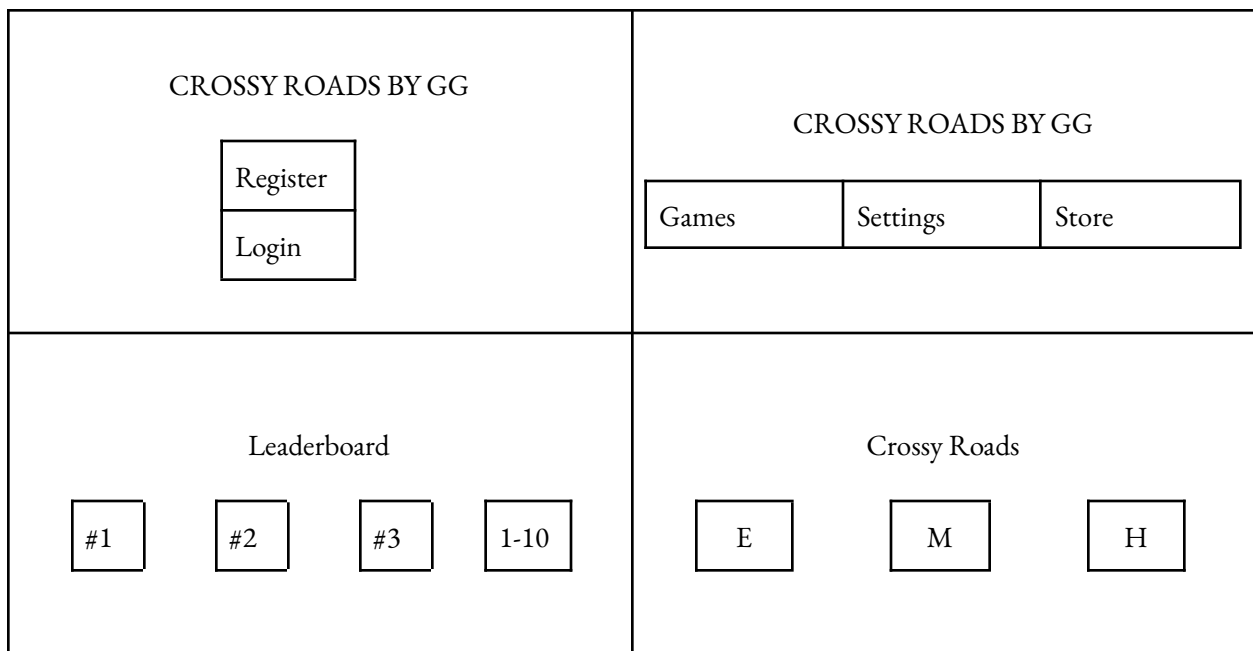 CROSSY ROADS BY GG
Register
Login
CROSSY ROADS BY GG
Games Settings Store
Leaderboard
#1 #2 #3 1-10
Crossy Roads
E M H